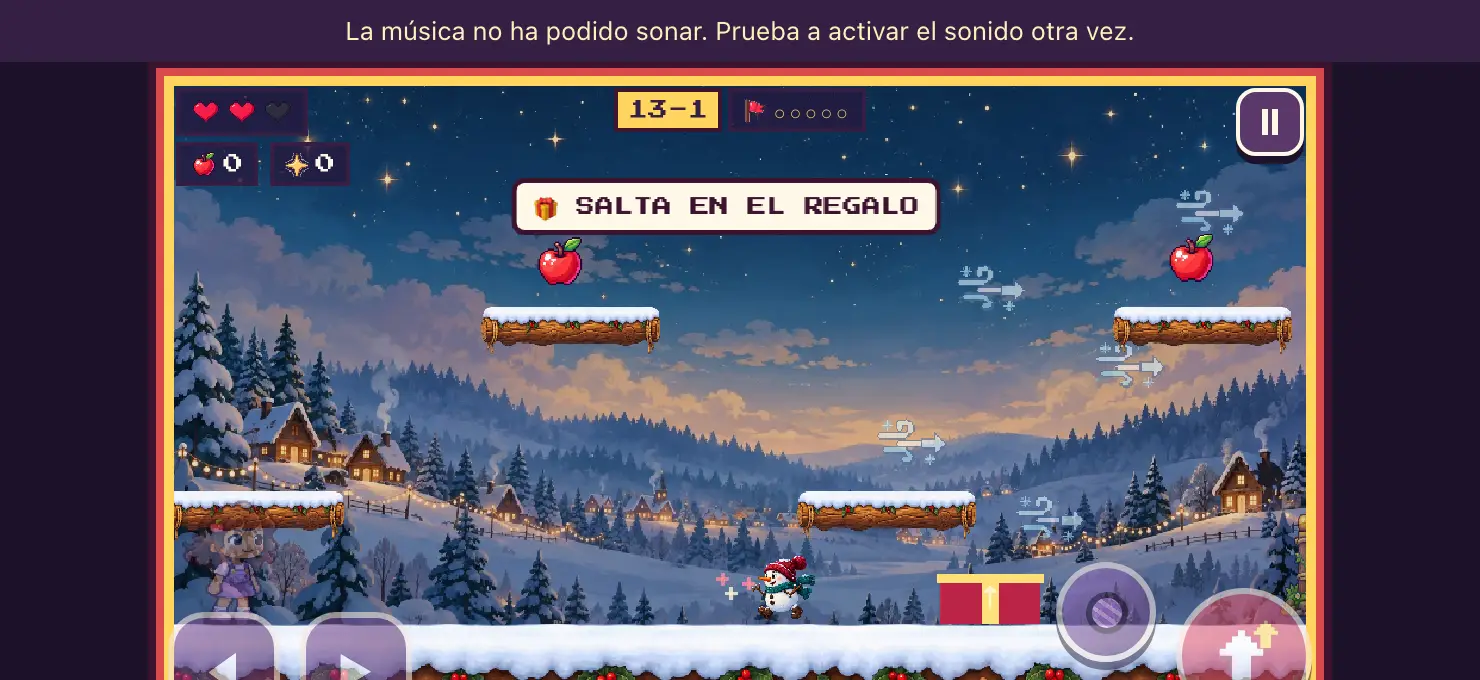 La música no ha podido sonar. Prueba a activar el sonido otra vez.
13-1
0
0
SALTA EN EL REGALO